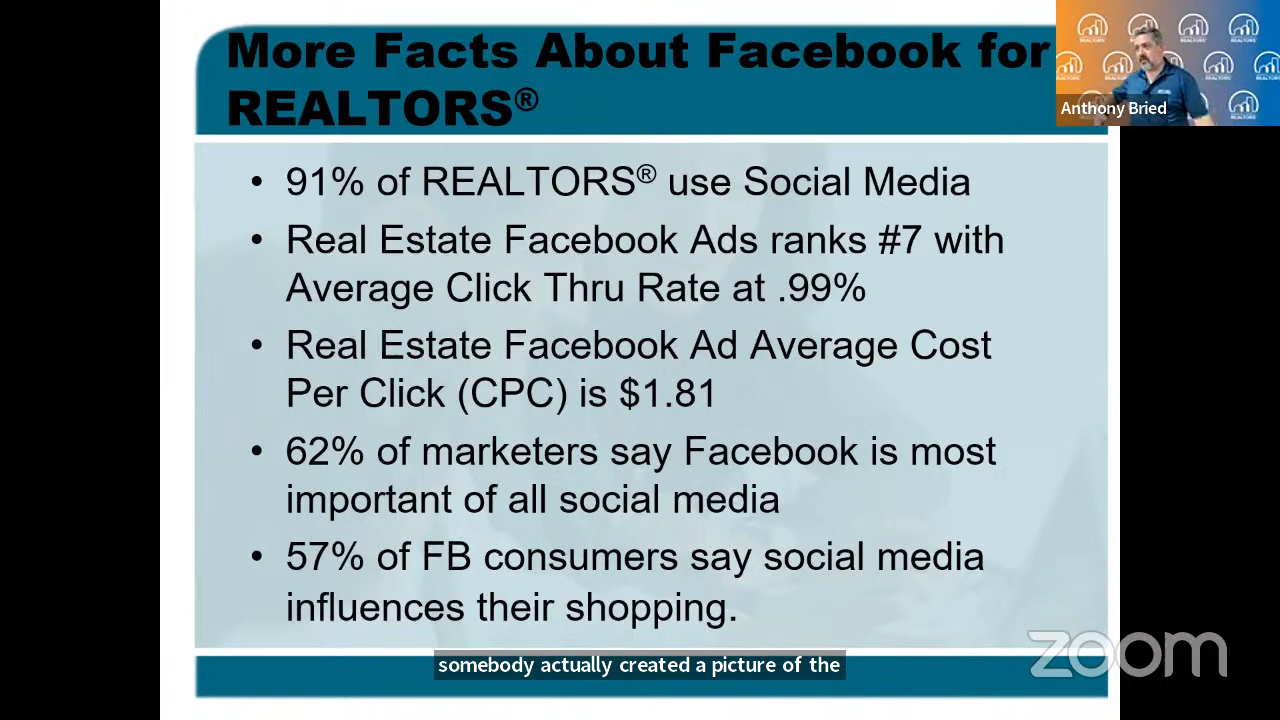 More Facts About Facebook for
REALTORS®
Anthony Bried
• 91% of REALTORS® use Social Media
• Real Estate Facebook Ads ranks #7 with
Average Click Thru Rate at .99%
• Real Estate Facebook Ad Average Cost
Per Click (CPC) is $1.81
• 62% of marketers say Facebook is most
important of all social media
• 57% of FB consumers say social media
influences their shopping.
somebody actually created a picture of the
zoom